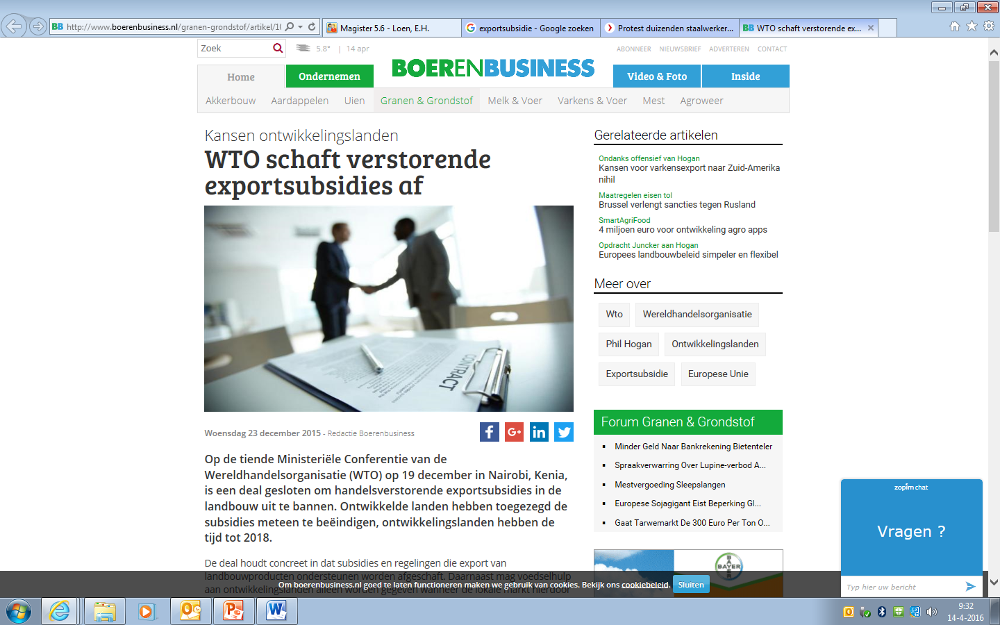 http://www.boerenbusiness.nl/granen-grondstof/artikel/10
Magister 5.6 - Loen, E.H.
exportsubsidie - Google zoeken
Protest duizenden staalwerker...
BB WTO schaft verstorende ex...
Zoek
5.8° | 14 apr
ABONNEER NIEUWSBRIEF ADVERTEREN CONTACT
BOERENBUSINESS
Home
Ondernemen
Video & Foto
Inside
Akkerbouw Aardappelen Uien Granen & Grondstof Melk & Voer Varkens & Voer Mest Agroweer
Kansen ontwikkelingslanden
WTO schaft verstorende
exportsubsidies af
CONTRACT
Woensdag 23 december 2015 - Redactie Boerenbusiness
Op de tiende Ministeriële Conferentie van de
Wereldhandelsorganisatie (WTO) op 19 december in Nairobi, Kenia,
is een deal gesloten om handelsverstorende exportsubsidies in de
landbouw uit te bannen. Ontwikkelde landen hebben toegezegd de
subsidies meteen te beëindigen, ontwikkelingslanden hebben de
tijd tot 2018.
De deal houdt concreet in dat subsidies en regelingen die export van
landbouwproducten ondersteunen worden afgeschaft. Daarnaast mag voedselhulp
aan ontwikkelingslanden alleen worden gegeven wanneer de lokale markt hierdoor
Gerelateerde artikelen
Ondanks offensief van Hogan
Kansen voor varkensexport naar Zuid-Amerika
nihil
Maatregelen eisen tol
Brussel verlengt sancties tegen Rusland
SmartAgriFood
4 miljoen euro voor ontwikkeling agro apps
Opdracht Juncker aan Hogan
Europees landbouwbeleid simpeler en flexibel
Meer over
Wto
Wereldhandelsorganisatie
Phil Hogan
Ontwikkelingslanden
Exportsubsidie
Europese Unie
Forum Granen & Grondstof
Minder Geld Naar Bankrekening Bietenteler
Spraakverwarring Over Lupine-verbod A...
Mestvergoeding Sleepslangen
Europese Sojagigant Eist Beperking Gl...
Gaat Tarwemarkt De 300 Euro Per Ton O...
BAYER
zopim chat
Vragen ?
Typ hier uw bericht
Om boerenbusiness.nl goed te laten functioneren maken we gebruik van cookies. Bekijk ons cookiebeleid. Sluiten
9:32
14-4-2016